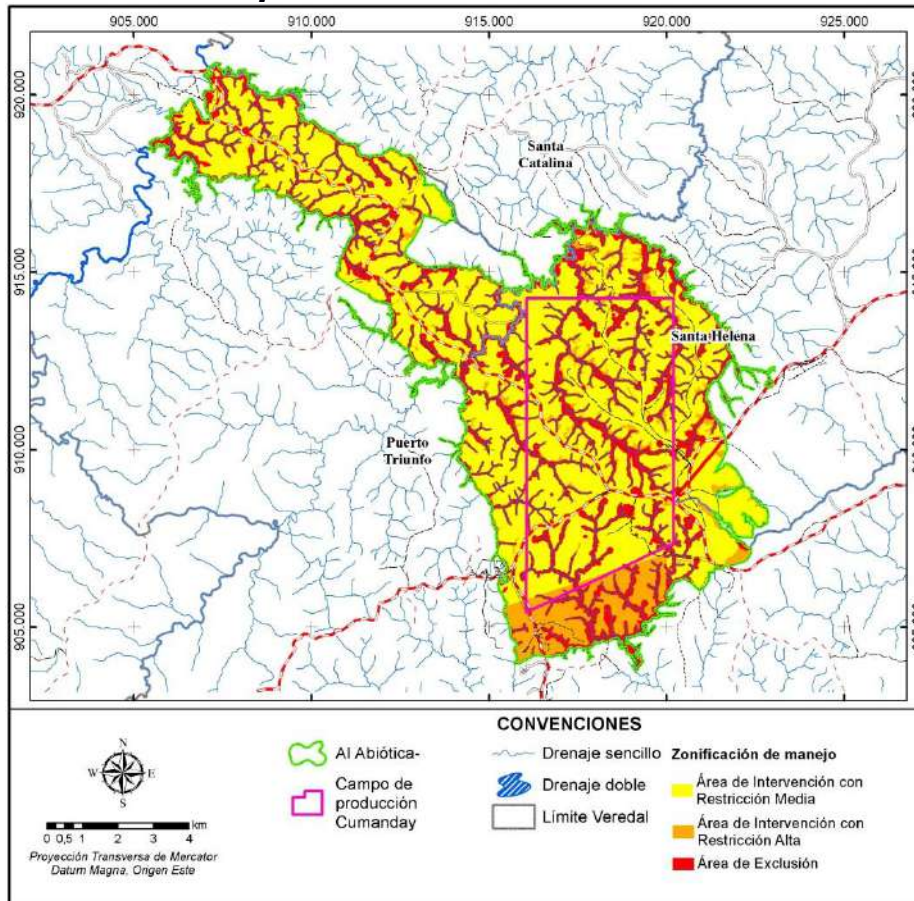 905.000 910.000 915.000 920.000 925.000
920.000
915.000
910.000
905.000
Santa
Catalina
Santa Helena
Puerto
Triunfo
CONVENCIONES
N
W E
S
0 0,5 1 2 3 4 km
Proyección Transversa de Mercator
Datum Magna, Origen Este
AI Abiótica-
Campo de
producción
Cumanday
Drenaje sencillo
Drenaje doble
Límite Veredal
Zonificación de manejo
Área de Intervención con
Restricción Media
Área de Intervención con
Restricción Alta
Área de Exclusión